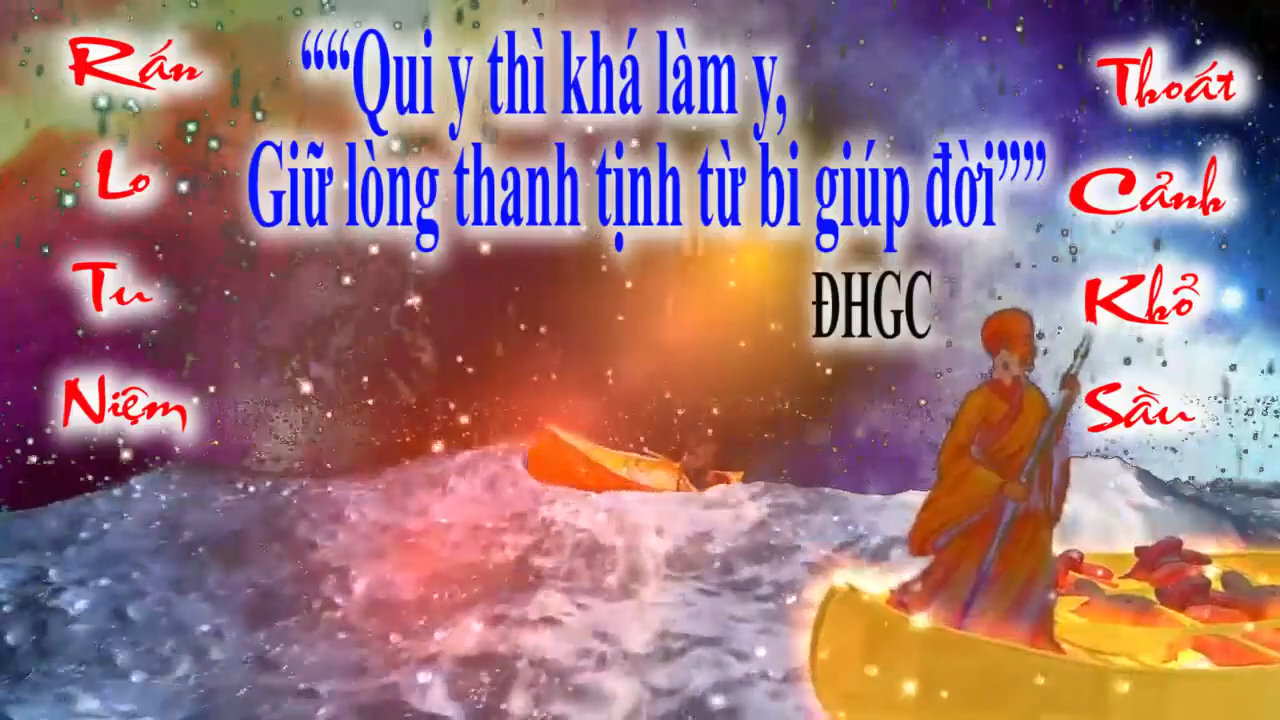 Rán
Lo
Tu
Niệm
““Qui y thì khá làm y,
Giữ lòng thanh tịnh từ bi giúp đời””
ĐHGC
Thoát
Cảnh
Khổ
Sầu